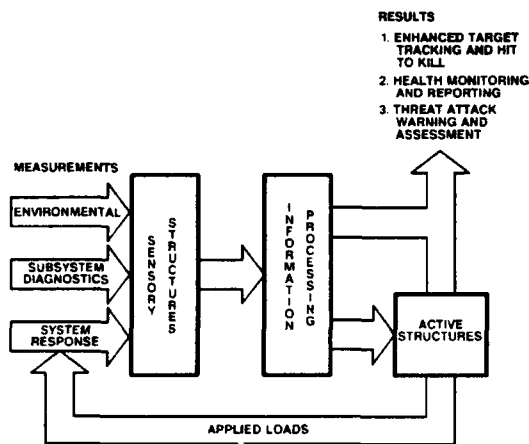 RESULTS
1. ENHANCED TARGET
TRACKING AND HIT
TO KILL
2. HEALTH MONITORING
AND REPORTING
3. THREAT ATTACK
WARNING AND
ASSESSMENT
MEASUREMENTS
ENVIRONMENTAL
SUBSYSTEM
DIAGNOSTICS
SYSTEM
RESPONSE
SENSORY
STRUCTURES
INFORMATION
PROCESSING
ACTIVE
STRUCTURES
APPLIED LOADS